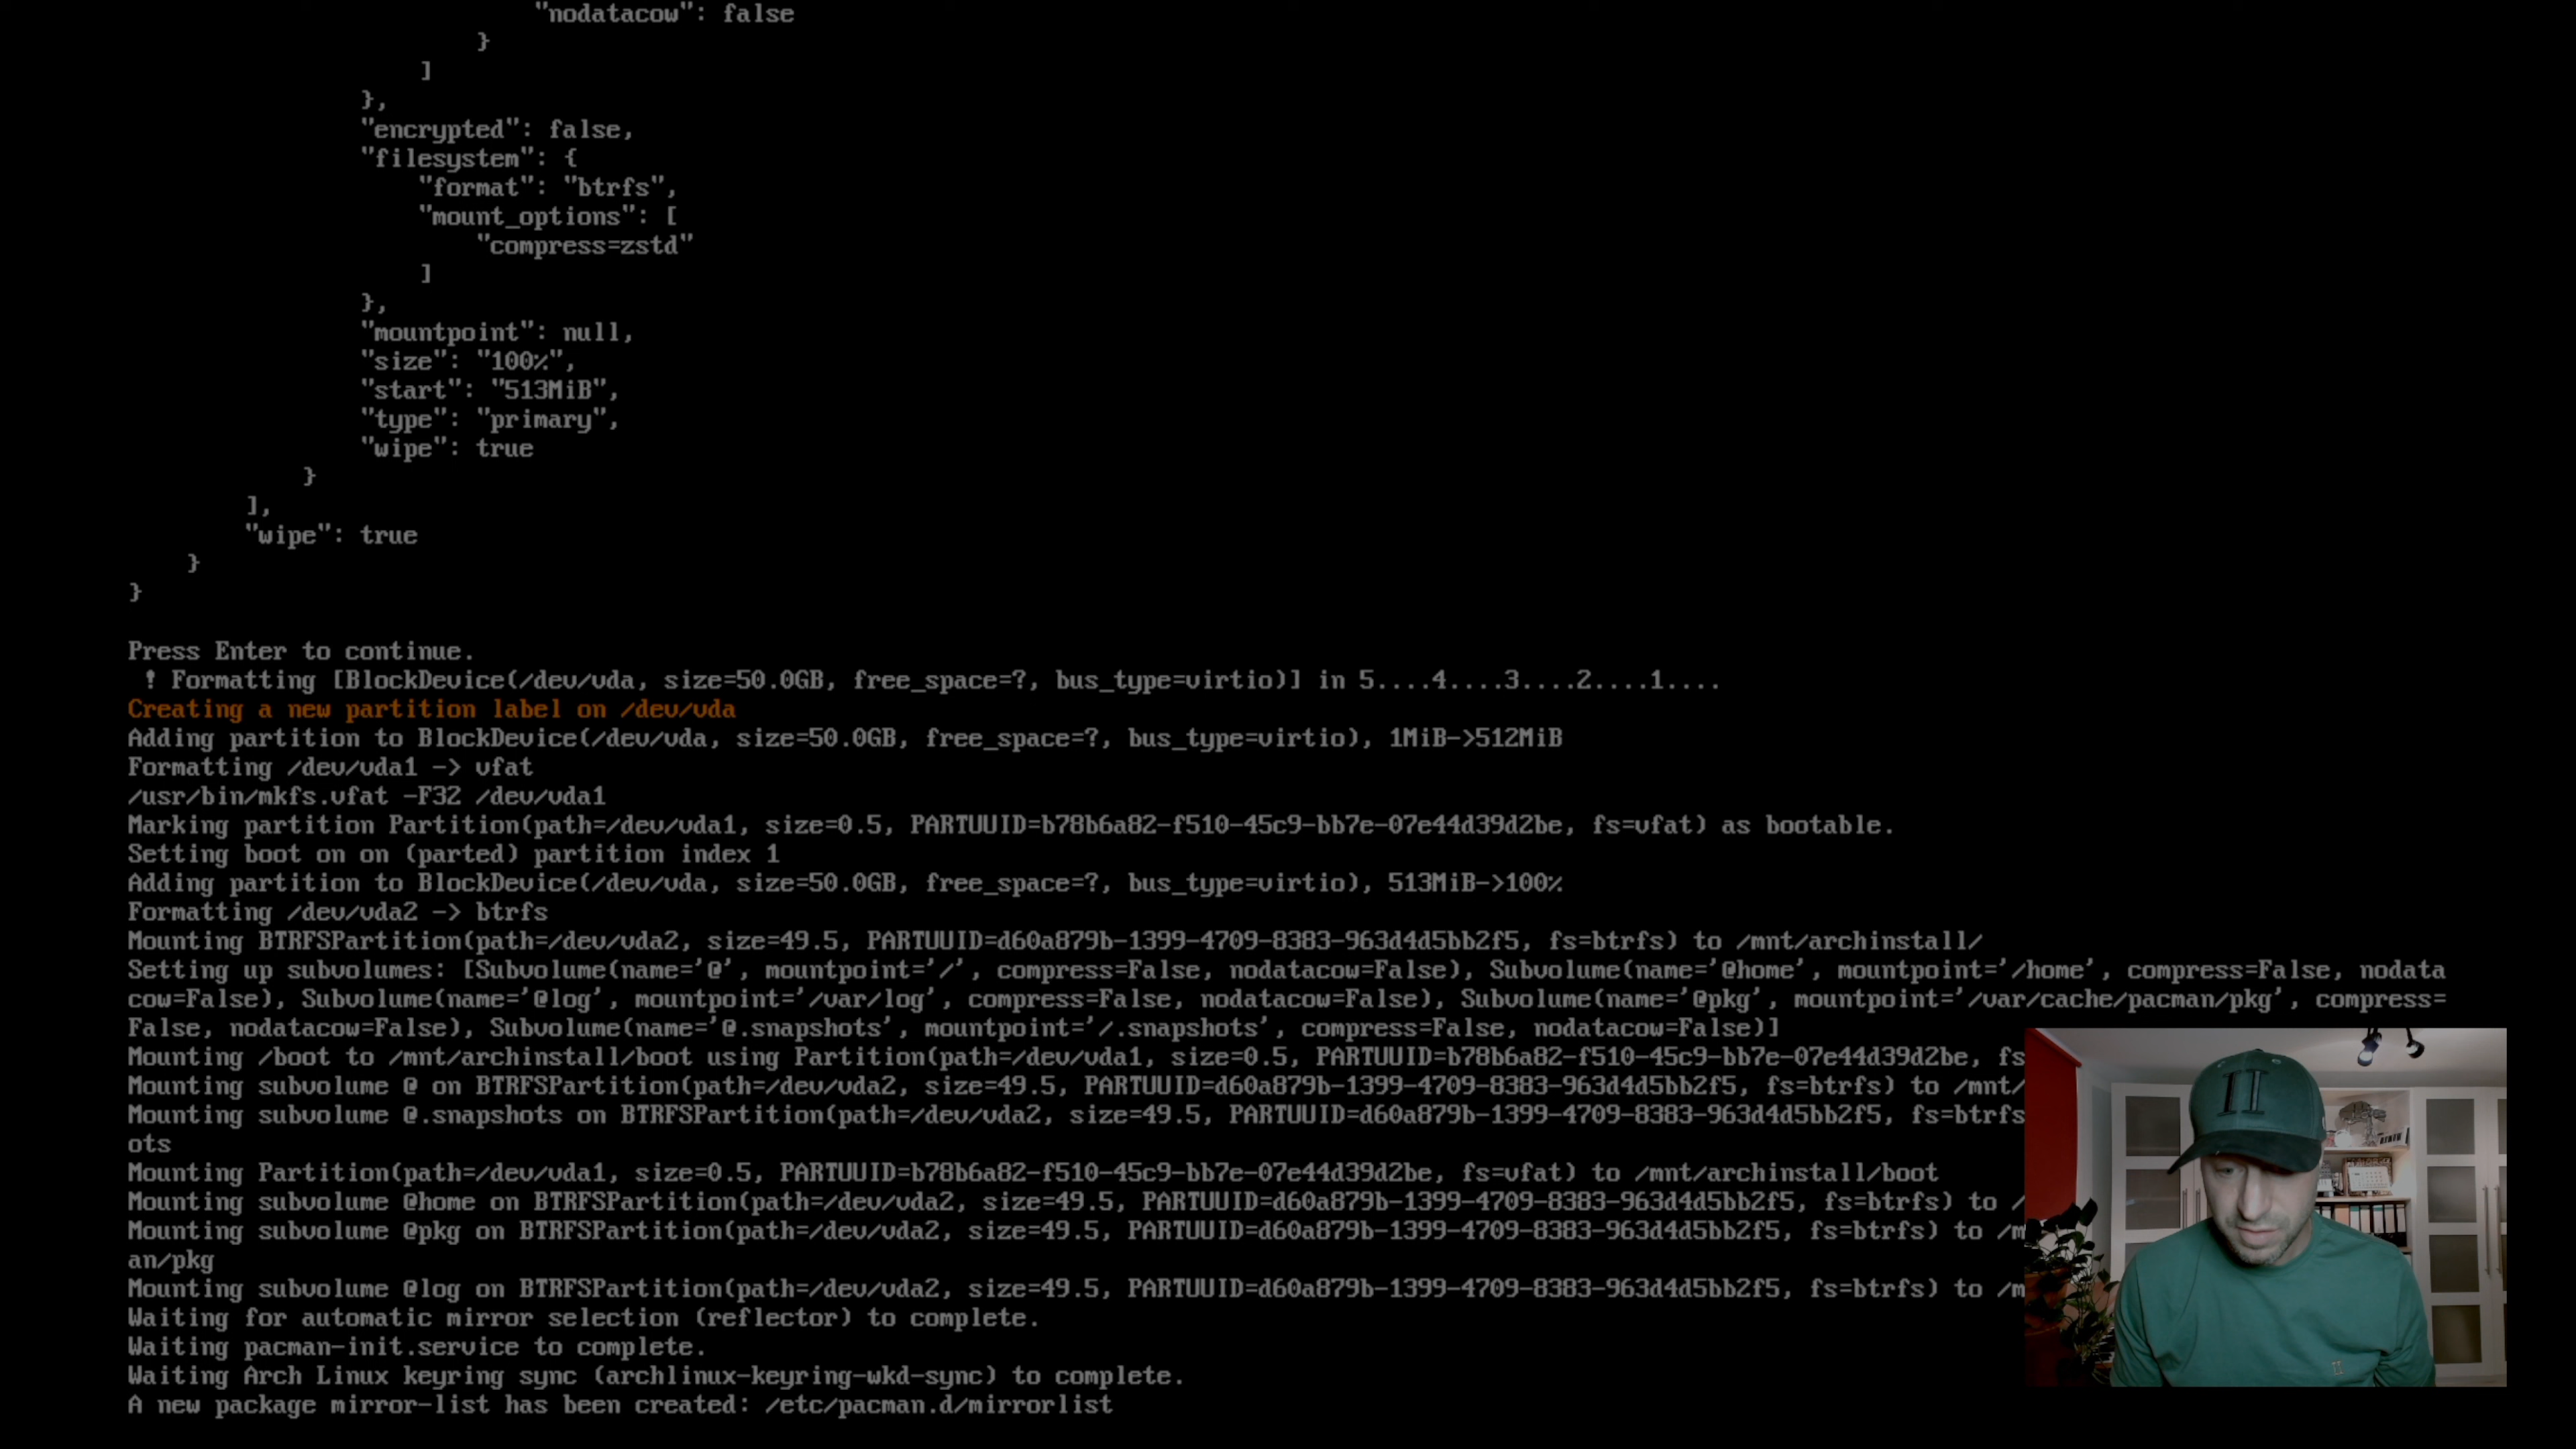 "nodatacow": false
}
]
},
"encrypted": false,
"filesystem": {
"format": "btrfs",
"mount_options": [
"compress=zstd"
]
},
"mountpoint": null,
"size": "100%",
"start": "513MiB",
"type": "primary",
"wipe": true
}
],
"wipe": true
}
}
Press Enter to continue.
! Formatting [BlockDevice(/dev/vda, size=50.0GB, free_space=?, bus_type=virtio)] in 5....4....3....2....1....
Creating a new partition label on /dev/vda
Adding partition to BlockDevice(/dev/vda, size=50.0GB, free_space=?, bus_type=virtio), 1MiB->512MiB
Formatting /dev/vda1 -> vfat
/usr/bin/mkfs.vfat -F32 /dev/vda1
Marking partition Partition(path=/dev/vda1, size=0.5, PARTUUID=b78b6a82-f510-45c9-bb7e-07e44d39d2be, fs=vfat) as bootable.
Setting boot on on (parted) partition index 1
Adding partition to BlockDevice(/dev/vda, size=50.0GB, free_space=?, bus_type=virtio), 513MiB->100%
Formatting /dev/vda2 -> btrfs
Mounting BTRFSPartition(path=/dev/vda2, size=49.5, PARTUUID=d60a879b-1399-4709-8383-963d4d5bb2f5, fs=btrfs) to /mnt/archinstall/
Setting up subvolumes: [Subvolume(name='@', mountpoint='/', compress=False, nodatacow=False), Subvolume(name='@home', mountpoint='/home', compress=False, nodata
cow=False), Subvolume(name='@log', mountpoint='/var/log', compress=False, nodatacow=False), Subvolume(name='@pkg', mountpoint='/var/cache/pacman/pkg', compress=
False, nodatacow=False), Subvolume(name='@.snapshots', mountpoint='/.snapshots', compress=False, nodatacow=False)]
Mounting /boot to /mnt/archinstall/boot using Partition(path=/dev/vda1, size=0.5, PARTUUID=b78b6a82-f510-45c9-bb7e-07e44d39d2be, fs
Mounting subvolume @ on BTRFSPartition(path=/dev/vda2, size=49.5, PARTUUID=d60a879b-1399-4709-8383-963d4d5bb2f5, fs=btrfs) to /mnt/
Mounting subvolume @.snapshots on BTRFSPartition(path=/dev/vda2, size=49.5, PARTUUID=d60a879b-1399-4709-8383-963d4d5bb2f5, fs=btrfs
ots
Mounting Partition(path=/dev/vda1, size=0.5, PARTUUID=b78b6a82-f510-45c9-bb7e-07e44d39d2be, fs=vfat) to /mnt/archinstall/boot
Mounting subvolume @home on BTRFSPartition(path=/dev/vda2, size=49.5, PARTUUID=d60a879b-1399-4709-8383-963d4d5bb2f5, fs=btrfs) to /
Mounting subvolume @pkg on BTRFSPartition(path=/dev/vda2, size=49.5, PARTUUID=d60a879b-1399-4709-8383-963d4d5bb2f5, fs=btrfs) to /m
an/pkg
Mounting subvolume @log on BTRFSPartition(path=/dev/vda2, size=49.5, PARTUUID=d60a879b-1399-4709-8383-963d4d5bb2f5, fs=btrfs) to /m
Waiting for automatic mirror selection (reflector) to complete.
Waiting pacman-init.service to complete.
Waiting Arch Linux keyring sync (archlinux-keyring-wkd-sync) to complete.
A new package mirror-list has been created: /etc/pacman.d/mirrorlist